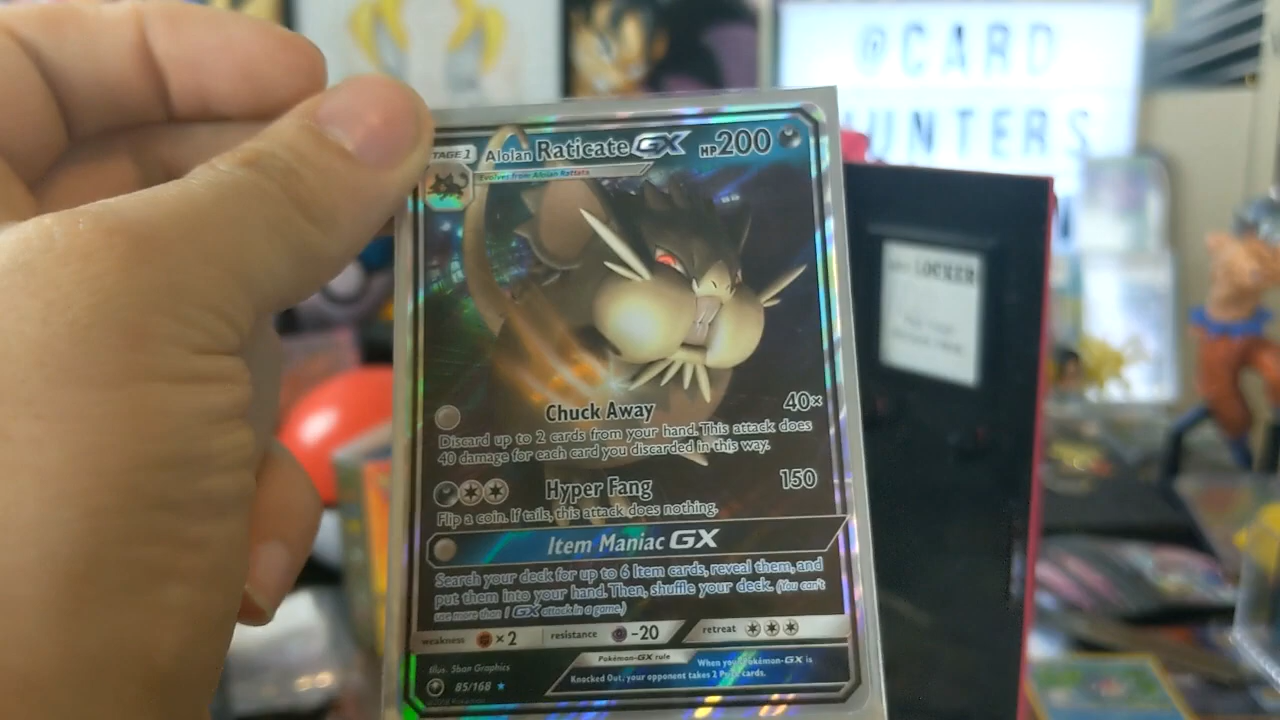 @CARD
HUNTERS
STAGE 1 Alolan Raticate GX HP200
Evolves from Alolan Rattata
LOCKER
Chuck Away 40×
Discard up to 2 cards from your hand. This attack does
40 damage for each card you discarded in this way.
Hyper Fang 150
Flip a coin. If tails, this attack does nothing.
Item Maniac GX
Search your deck for up to 6 Item cards, reveal them, and
put them into your hand. Then, shuffle your deck. (You can't
use more than 1 GX attack in a game.)
weakness ×2 resistance -20 retreat
Pokémon-GX rule When your Pokémon-GX is
Knocked Out, your opponent takes 2 Prize cards.
Illus. 5ban Graphics
85/168 ★